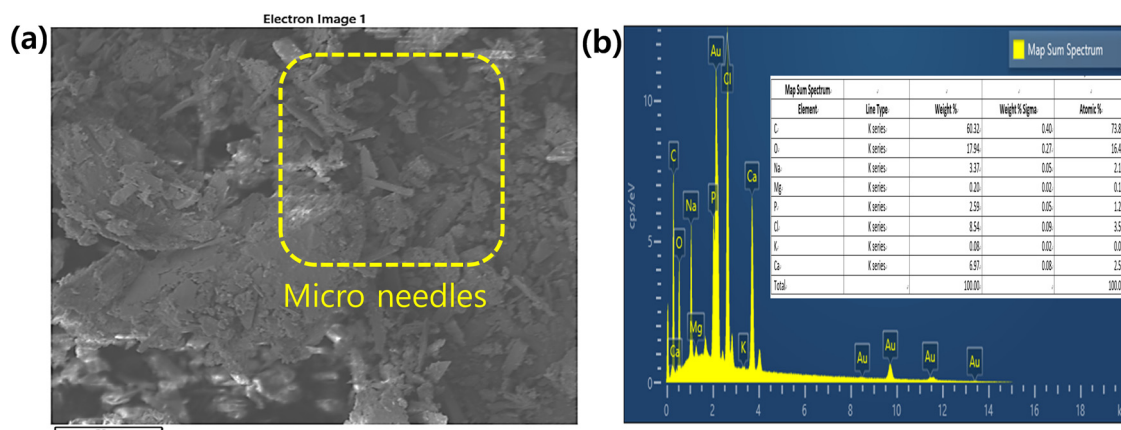 Electron Image 1
(a)
Micro needles
(b)
Map Sum Spectrum
cps/eV
10
5
0
C
O
Ca
Na
Mg
P
Au
Cl
K
Ca
Au
Au
Au
Au
0 2 4 6 8 10 12 14 16 18 k
Map Sum Spectrum
Element Line Type Weight % Weight % Sigma Atomic %
C K series 60.32 0.40 73.8
O K series 17.94 0.27 16.4
Na K series 3.37 0.05 2.1
Mg K series 0.20 0.02 0.1
P K series 2.59 0.05 1.2
Cl K series 8.54 0.09 3.5
K K series 0.08 0.02 0.0
Ca K series 6.97 0.08 2.5
Total 100.00 100.0